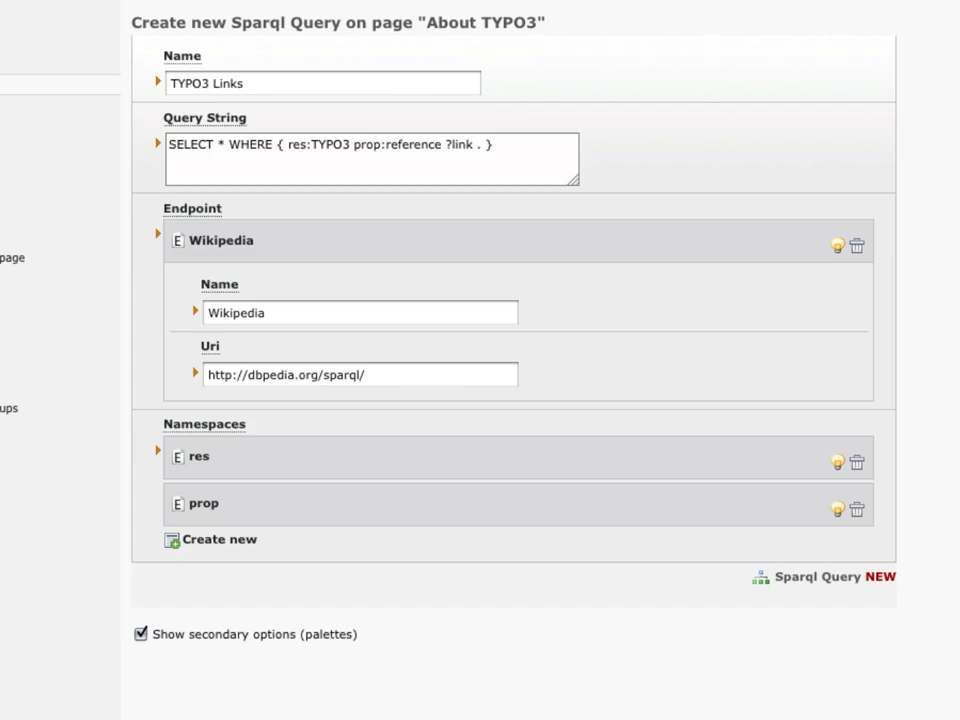 Create new Sparql Query on page "About TYPO3"
Name
TYPO3 Links
Query String
SELECT * WHERE { res:TYPO3 prop:reference ?link . }
Endpoint
E Wikipedia
page
Name
Wikipedia
Uri
http://dbpedia.org/sparql/
ups
Namespaces
E res
E prop
Create new
Sparql Query NEW
Show secondary options (palettes)